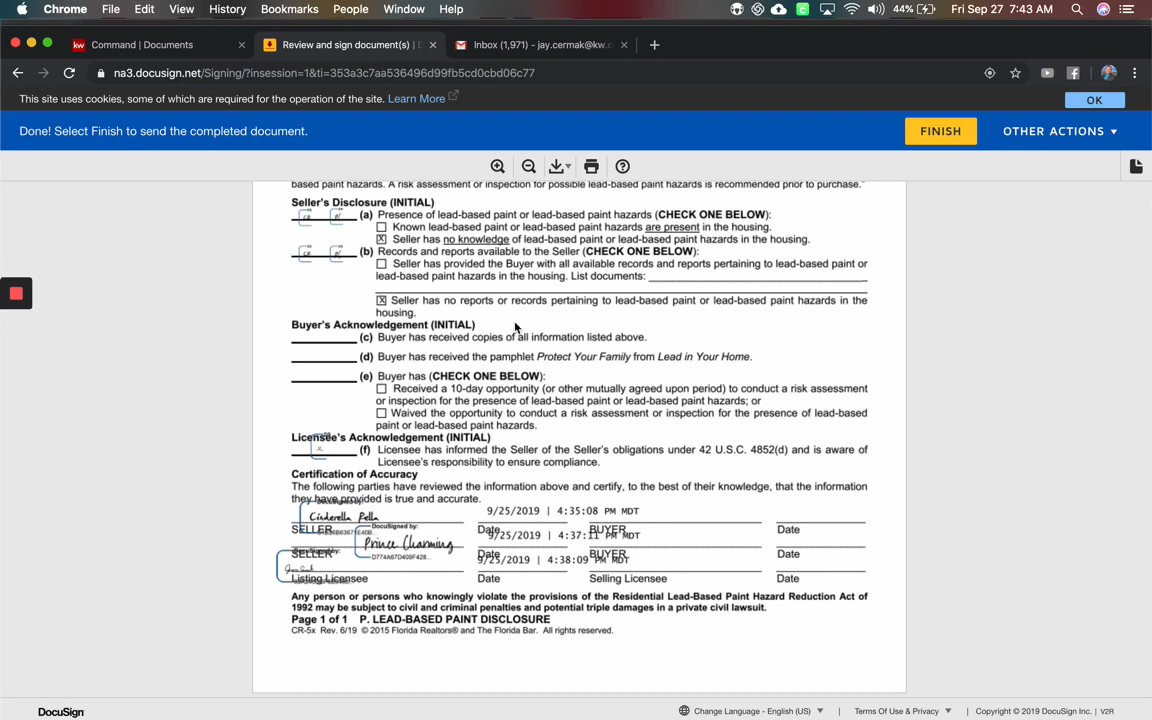 Chrome File Edit View History Bookmarks People Window Help 44% Fri Sep 27 7:43 AM
kw Command | Documents Review and sign document(s) | Inbox (1,971) - jay.cermak@kw.c
na3.docusign.net/Signing/?insession=1&ti=353a3c7aa536496d99fb5cd0cbd06c77
This site uses cookies, some of which are required for the operation of the site. Learn More OK
Done! Select Finish to send the completed document. FINISH OTHER ACTIONS
based paint hazards. A risk assessment or inspection for possible lead-based paint hazards is recommended prior to purchase."
Seller's Disclosure (INITIAL)
(a) Presence of lead-based paint or lead-based paint hazards (CHECK ONE BELOW):
Known lead-based paint or lead-based paint hazards are present in the housing.
X Seller has no knowledge of lead-based paint or lead-based paint hazards in the housing.
(b) Records and reports available to the Seller (CHECK ONE BELOW):
Seller has provided the Buyer with all available records and reports pertaining to lead-based paint or
lead-based paint hazards in the housing. List documents:
X Seller has no reports or records pertaining to lead-based paint or lead-based paint hazards in the
housing.
Buyer's Acknowledgement (INITIAL)
(c) Buyer has received copies of all information listed above.
(d) Buyer has received the pamphlet Protect Your Family from Lead in Your Home.
(e) Buyer has (CHECK ONE BELOW):
Received a 10-day opportunity (or other mutually agreed upon period) to conduct a risk assessment
or inspection for the presence of lead-based paint or lead-based paint hazards; or
Waived the opportunity to conduct a risk assessment or inspection for the presence of lead-based
paint or lead-based paint hazards.
Licensee's Acknowledgement (INITIAL)
(f) Licensee has informed the Seller of the Seller's obligations under 42 U.S.C. 4852(d) and is aware of
Licensee's responsibility to ensure compliance.
Certification of Accuracy
The following parties have reviewed the information above and certify, to the best of their knowledge, that the information
they have provided is true and accurate.
Cinderella Rella 9/25/2019 | 4:35:08 PM MDT
SELLER Date BUYER Date
DocuSigned by:
Prince Charming 9/25/2019 | 4:37:11 PM MDT
D774A67D409F428...
SELLER Date BUYER Date
9/25/2019 | 4:38:09 PM MDT
Listing Licensee Date Selling Licensee Date
Any person or persons who knowingly violate the provisions of the Residential Lead-Based Paint Hazard Reduction Act of
1992 may be subject to civil and criminal penalties and potential triple damages in a private civil lawsuit.
Page 1 of 1 P. LEAD-BASED PAINT DISCLOSURE
CR-5x Rev. 6/19 © 2015 Florida Realtors® and The Florida Bar. All rights reserved.
DocuSign Change Language - English (US) | Terms Of Use & Privacy | Copyright © 2019 DocuSign Inc. | V2R